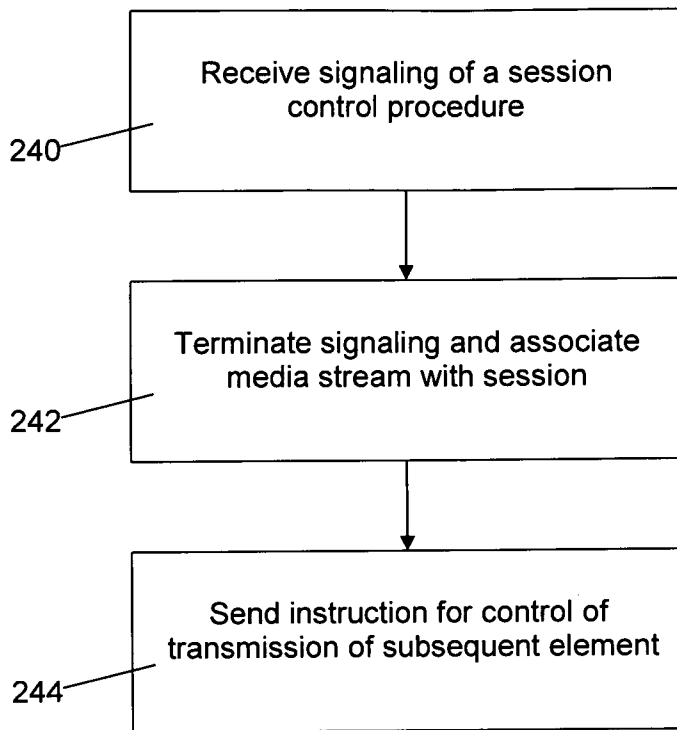 Receive signaling of a session
control procedure
240
Terminate signaling and associate
media stream with session
242
Send instruction for control of
transmission of subsequent element
244